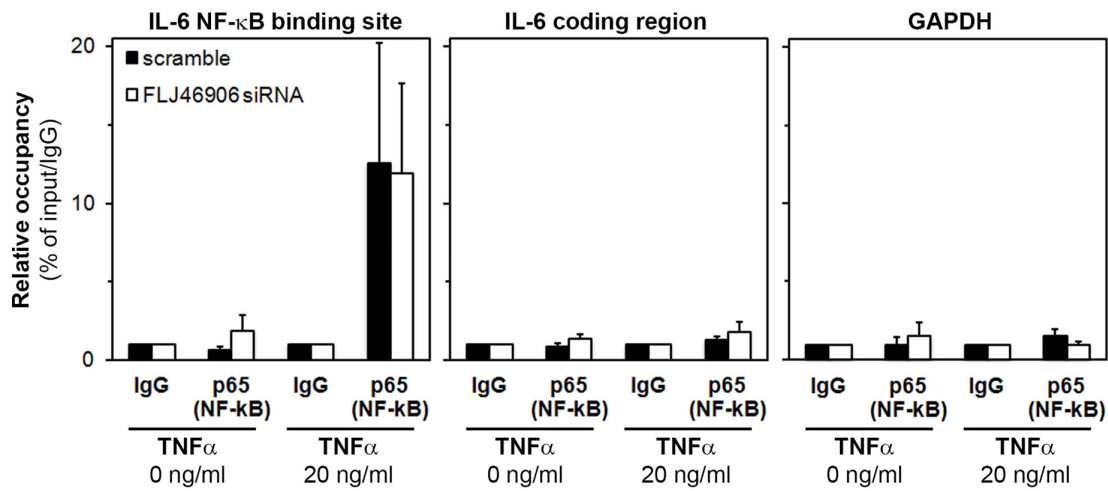 IL-6 NF-κB binding site
IL-6 coding region
GAPDH
Relative occupancy
(% of input/IgG)
20
10
0
scramble
FLJ46906 siRNA
IgG
p65
(NF-kB)
IgG
p65
(NF-kB)
TNFα
0 ng/ml
TNFα
20 ng/ml
IgG
p65
(NF-kB)
IgG
p65
(NF-kB)
TNFα
0 ng/ml
TNFα
20 ng/ml
IgG
p65
(NF-kB)
IgG
p65
(NF-kB)
TNFα
0 ng/ml
TNFα
20 ng/ml